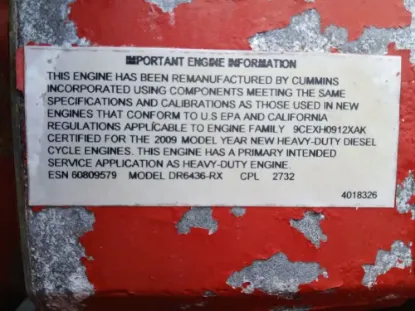 IMPORTANT ENGINE INFORMATION
THIS ENGINE HAS BEEN REMANUFACTURED BY CUMMINS
INCORPORATED USING COMPONENTS MEETING THE SAME
SPECIFICATIONS AND CALIBRATIONS AS THOSE USED IN NEW
ENGINES THAT CONFORM TO U.S EPA AND CALIFORNIA
REGULATIONS APPLICABLE TO ENGINE FAMILY 9CEXH0912XAK
CERTIFIED FOR THE 2009 MODEL YEAR NEW HEAVY-DUTY DIESEL
CYCLE ENGINES. THIS ENGINE HAS A PRIMARY INTENDED
SERVICE APPLICATION AS HEAVY-DUTY ENGINE.
ESN 60809579 MODEL DR6436-RX CPL 2732
4018326